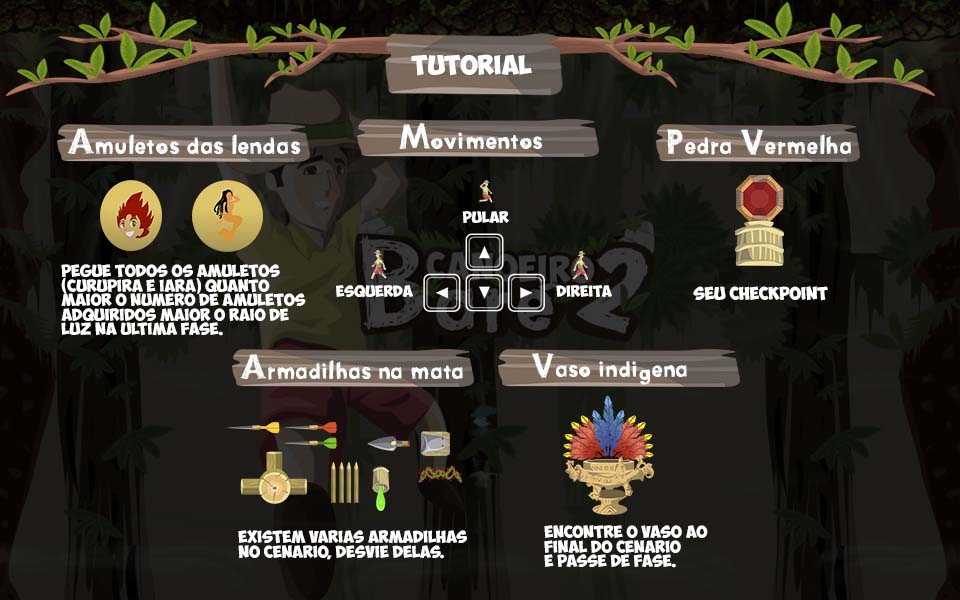 TUTORIAL
Amuletos das lendas
PEGUE TODOS OS AMULETOS
(CURUPIRA E IARA) QUANTO
MAIOR O NUMERO DE AMULETOS
ADQUIRIDOS MAIOR O RAIO DE
LUZ NA ULTIMA FASE.
Movimentos
PULAR
ESQUERDA
DIREITA
Pedra Vermelha
SEU CHECKPOINT
Armadilhas na mata
EXISTEM VARIAS ARMADILHAS
NO CENARIO, DESVIE DELAS.
Vaso indigena
ENCONTRE O VASO AO
FINAL DO CENARIO
E PASSE DE FASE.